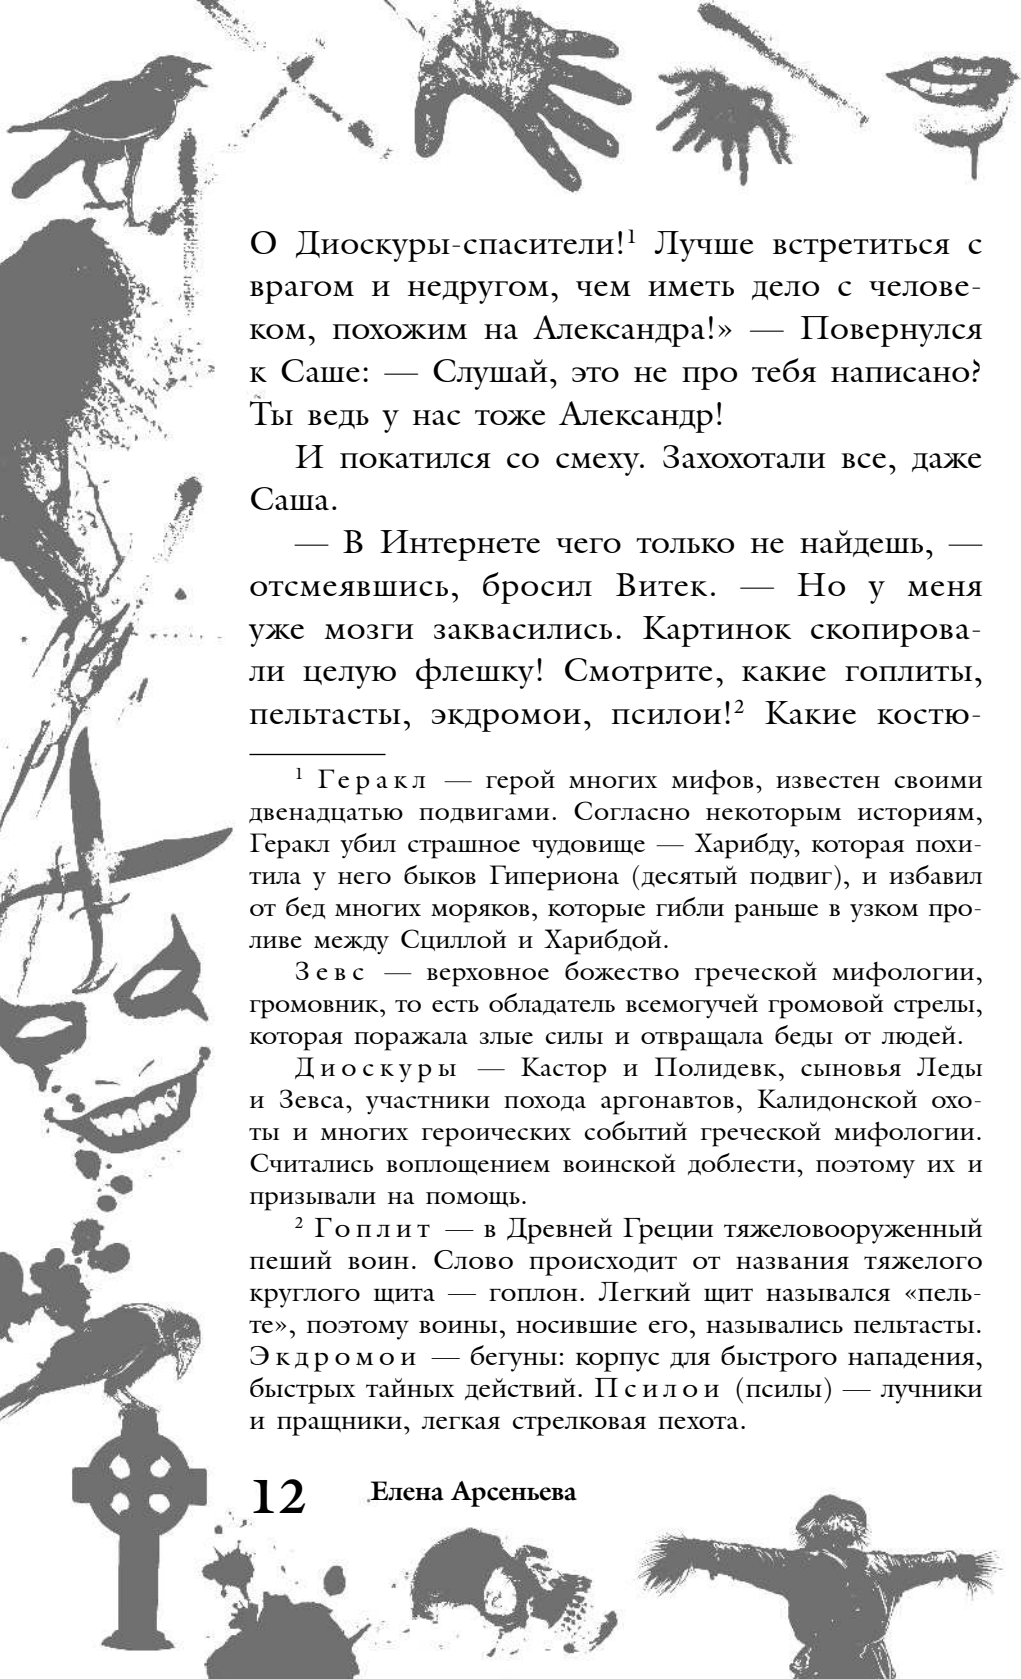 О Диоскуры-спасители!¹ Лучше встретиться с
врагом и недругом, чем иметь дело с челове-
ком, похожим на Александра!» — Повернулся
к Саше: — Слушай, это не про тебя написано?
Ты ведь у нас тоже Александр!
И покатился со смеху. Захохотали все, даже
Саша.
— В Интернете чего только не найдешь, —
отсмеявшись, бросил Витек. — Но у меня
уже мозги заквасились. Картинок скопирова-
ли целую флешку! Смотрите, какие гоплиты,
пельтасты, экдромои, псилои!² Какие костю-
¹ Геракл — герой многих мифов, известен своими
двенадцатью подвигами. Согласно некоторым историям,
Геракл убил страшное чудовище — Харибду, которая похи-
тила у него быков Гипериона (десятый подвиг), и избавил
от бед многих моряков, которые гибли раньше в узком про-
ливе между Сциллой и Харибдой.
Зевс — верховное божество греческой мифологии,
громовник, то есть обладатель всемогучей громовой стрелы,
которая поражала злые силы и отвращала беды от людей.
Диоскуры — Кастор и Полидевк, сыновья Леды
и Зевса, участники похода аргонавтов, Калидонской охо-
ты и многих героических событий греческой мифологии.
Считались воплощением воинской доблести, поэтому их и
призывали на помощь.
² Гоплит — в Древней Греции тяжеловооруженный
пеший воин. Слово происходит от названия тяжелого
круглого щита — гоплон. Легкий щит назывался «пель-
те», поэтому воины, носившие его, назывались пельтасты.
Экдромои — бегуны: корпус для быстрого нападения,
быстрых тайных действий. Псилои (псилы) — лучники
и пращники, легкая стрелковая пехота.
12 Елена Арсеньева